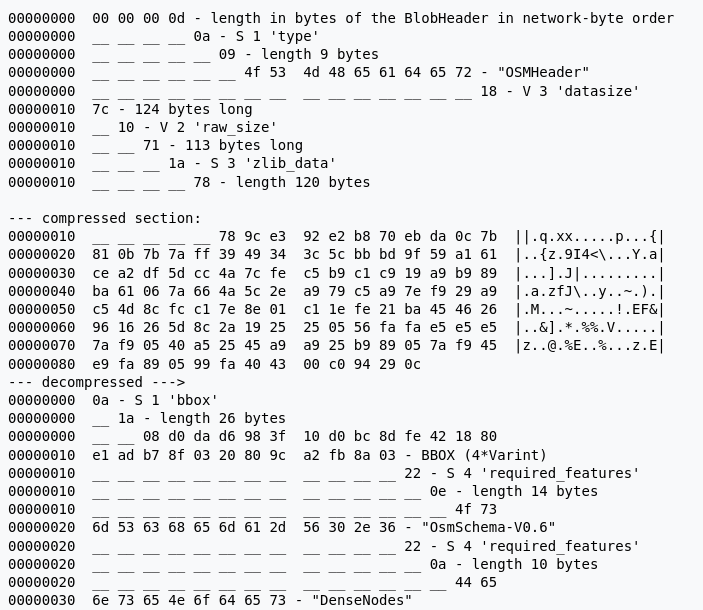 00000000  00 00 00 0d - length in bytes of the BlobHeader in network-byte order
00000000  __ __ __ __ 0a - S 1 'type'
00000000  __ __ __ __ __ 09 - length 9 bytes
00000000  __ __ __ __ __ __ 4f 53  4d 48 65 61 64 65 72 - "OSMHeader"
00000000  __ __ __ __ __ __ __ __  __ __ __ __ __ __ __ 18 - V 3 'datasize'
00000010  7c - 124 bytes long
00000010  __ 10 - V 2 'raw_size'
00000010  __ __ 71 - 113 bytes long
00000010  __ __ __ 1a - S 3 'zlib_data'
00000010  __ __ __ __ 78 - length 120 bytes

--- compressed section:
00000010  __ __ __ __ __ 78 9c e3  92 e2 b8 70 eb da 0c 7b  ||.q.xx.....p...{|
00000020  81 0b 7b 7a ff 39 49 34  3c 5c bb bd 9f 59 a1 61  |..{z.9I4<\...Y.a|
00000030  ce a2 df 5d cc 4a 7c fe  c5 b9 c1 c9 19 a9 b9 89  |...].J|.........|
00000040  ba 61 06 7a 66 4a 5c 2e  a9 79 c5 a9 7e f9 29 a9  |.a.zfJ\..y..~.).|
00000050  c5 4d 8c fc c1 7e 8e 01  c1 1e fe 21 ba 45 46 26  |.M...~.....!.EF&|
00000060  96 16 26 5d 8c 2a 19 25  25 05 56 fa fa e5 e5 e5  |..&].*.%%.V.....|
00000070  7a f9 05 40 a5 25 45 a9  a9 25 b9 89 05 7a f9 45  |z..@.%E..%...z.E|
00000080  e9 fa 89 05 99 fa 40 43  00 c0 94 29 0c
--- decompressed --->
00000000  0a - S 1 'bbox'
00000000  __ 1a - length 26 bytes
00000000  __ __ 08 d0 da d6 98 3f  10 d0 bc 8d fe 42 18 80
00000010  e1 ad b7 8f 03 20 80 9c  a2 fb 8a 03 - BBOX (4*Varint)
00000010  __ __ __ __ __ __ __ __  __ __ __ __ 22 - S 4 'required_features'
00000010  __ __ __ __ __ __ __ __  __ __ __ __ __ 0e - length 14 bytes
00000010  __ __ __ __ __ __ __ __  __ __ __ __ __ __ 4f 73
00000020  6d 53 63 68 65 6d 61 2d  56 30 2e 36 - "OsmSchema-V0.6"
00000020  __ __ __ __ __ __ __ __  __ __ __ __ 22 - S 4 'required_features'
00000020  __ __ __ __ __ __ __ __  __ __ __ __ __ 0a - length 10 bytes
00000020  __ __ __ __ __ __ __ __  __ __ __ __ __ __ 44 65
00000030  6e 73 65 4e 6f 64 65 73 - "DenseNodes"